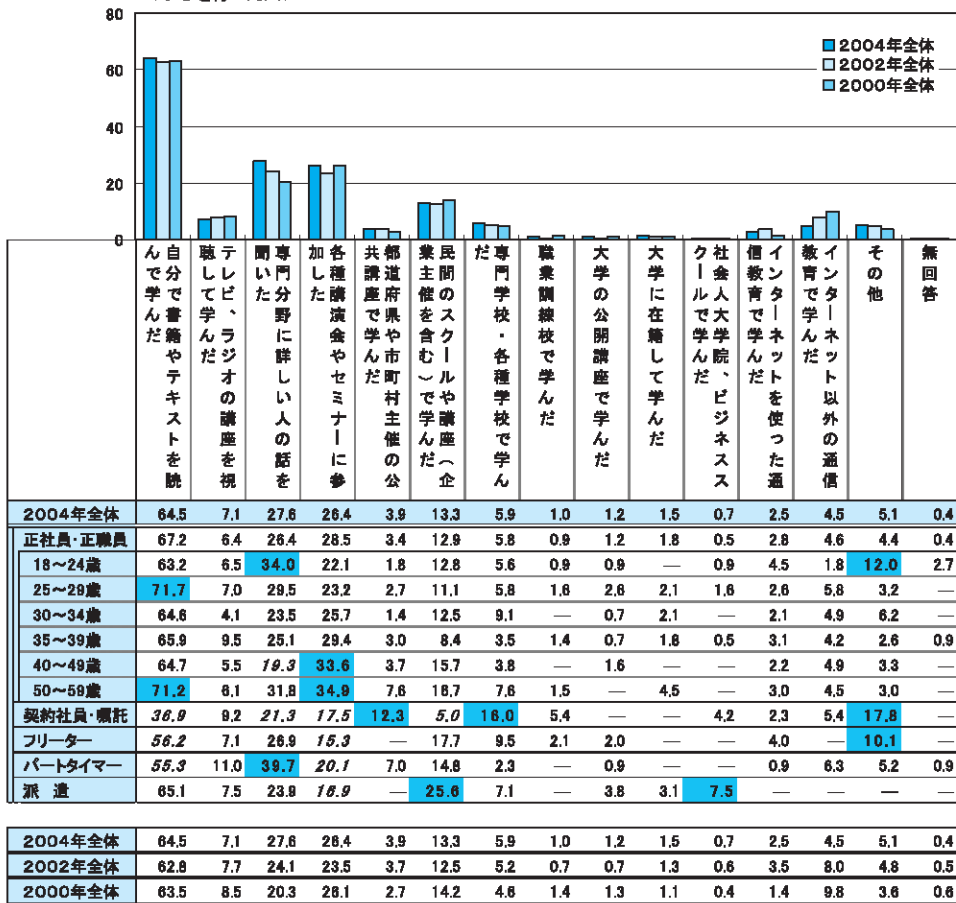 80
60
40
20
0
2004年全体
2002年全体
2000年全体
自分で書籍やテキストを読んで学んだ
テレビ、ラジオの講座を視聴して学んだ
専門分野に詳しい人の話を聞いた
各種講演会やセミナーに参加した
都道府県や市町村主催の公共講座で学んだ
民間のスクールや講座(企業主催を含む)で学んだ
専門学校・各種学校で学んだ
職業訓練校で学んだ
大学の公開講座で学んだ
大学に在籍して学んだ
社会人大学院、ビジネススクールで学んだ
インターネットを使った通信教育で学んだ
インターネット以外の通信教育で学んだ
その他
無回答
2004年全体 64.5 7.1 27.6 26.4 3.9 13.3 5.9 1.0 1.2 1.5 0.7 2.5 4.5 5.1 0.4
正社員・正職員 67.2 6.4 26.4 28.5 3.4 12.9 5.8 0.9 1.2 1.8 0.5 2.8 4.6 4.4 0.4
18〜24歳 63.2 6.5 34.0 22.1 1.8 12.8 5.6 0.9 0.9 — 0.9 4.5 1.8 12.0 2.7
25〜29歳 71.7 7.0 29.5 23.2 2.7 11.1 5.8 1.6 2.6 2.1 1.6 2.6 5.8 3.2 —
30〜34歳 64.6 4.1 23.5 25.7 1.4 12.5 9.1 — 0.7 2.1 — 2.1 4.9 6.2 —
35〜39歳 65.9 9.5 25.1 29.4 3.0 8.4 3.5 1.4 0.7 1.6 0.5 3.1 4.2 2.6 0.9
40〜49歳 64.7 5.5 19.3 33.6 3.7 15.7 3.8 — 1.6 — — 2.2 4.9 3.3 —
50〜59歳 71.2 6.1 31.8 34.9 7.6 16.7 7.6 1.5 — 4.5 — 3.0 4.5 3.0 —
契約社員・嘱託 36.9 9.2 21.3 17.5 12.3 5.0 16.0 5.4 — — 4.2 2.3 5.4 17.8 —
フリーター 56.2 7.1 26.9 15.3 — 17.7 9.5 2.1 2.0 — — 4.0 — 10.1 —
パートタイマー 55.3 11.0 39.7 20.1 7.0 14.8 2.3 — 0.9 — — 0.9 6.3 5.2 0.9
派遣 65.1 7.5 23.9 16.9 — 25.6 7.1 — 3.8 3.1 7.5 — — — —
2004年全体 64.5 7.1 27.6 26.4 3.9 13.3 5.9 1.0 1.2 1.5 0.7 2.5 4.5 5.1 0.4
2002年全体 62.8 7.7 24.1 23.5 3.7 12.5 5.2 0.7 0.7 1.3 0.6 3.5 8.0 4.8 0.5
2000年全体 63.5 8.5 20.3 26.1 2.7 14.2 4.6 1.4 1.3 1.1 0.4 1.4 9.8 3.6 0.6